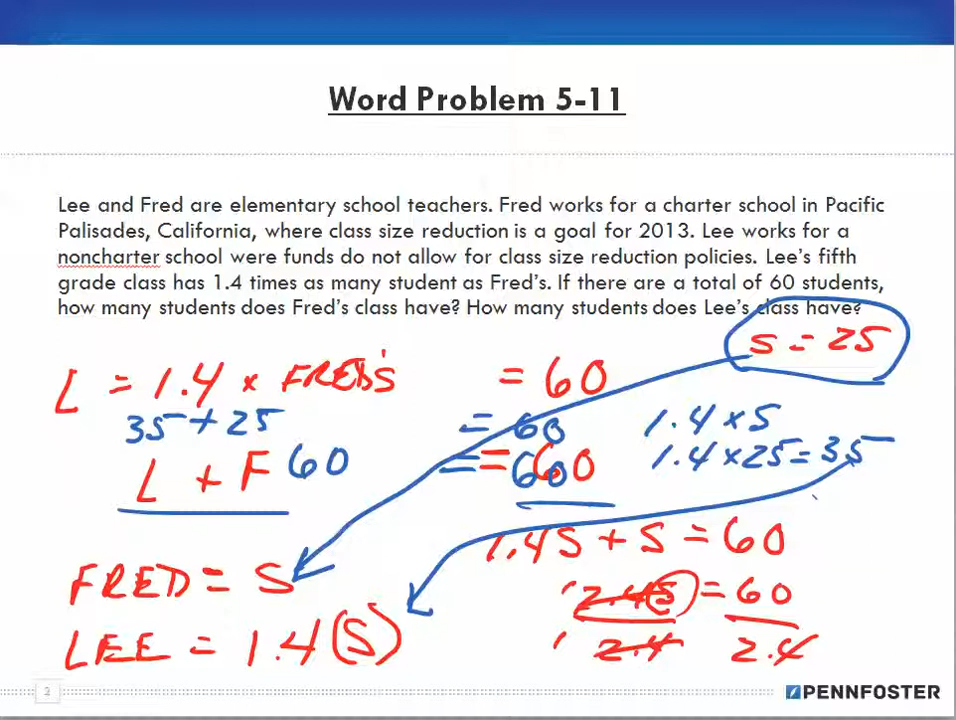 Word Problem 5-11
Lee and Fred are elementary school teachers. Fred works for a charter school in Pacific
Palisades, California, where class size reduction is a goal for 2013. Lee works for a
noncharter school were funds do not allow for class size reduction policies. Lee's fifth
grade class has 1.4 times as many student as Fred's. If there are a total of 60 students,
how many students does Fred's class have? How many students does Lee's class have?
S = 25
L = 1.4 x FRED'S = 60
35 + 25 = 60
1.4 x S
L + F 60 = 60
1.4 x 25 = 35
1.4S + S = 60
FRED = S
2.4S = 60
LEE = 1.4(S)
2.4 2.4
2
PENNFOSTER